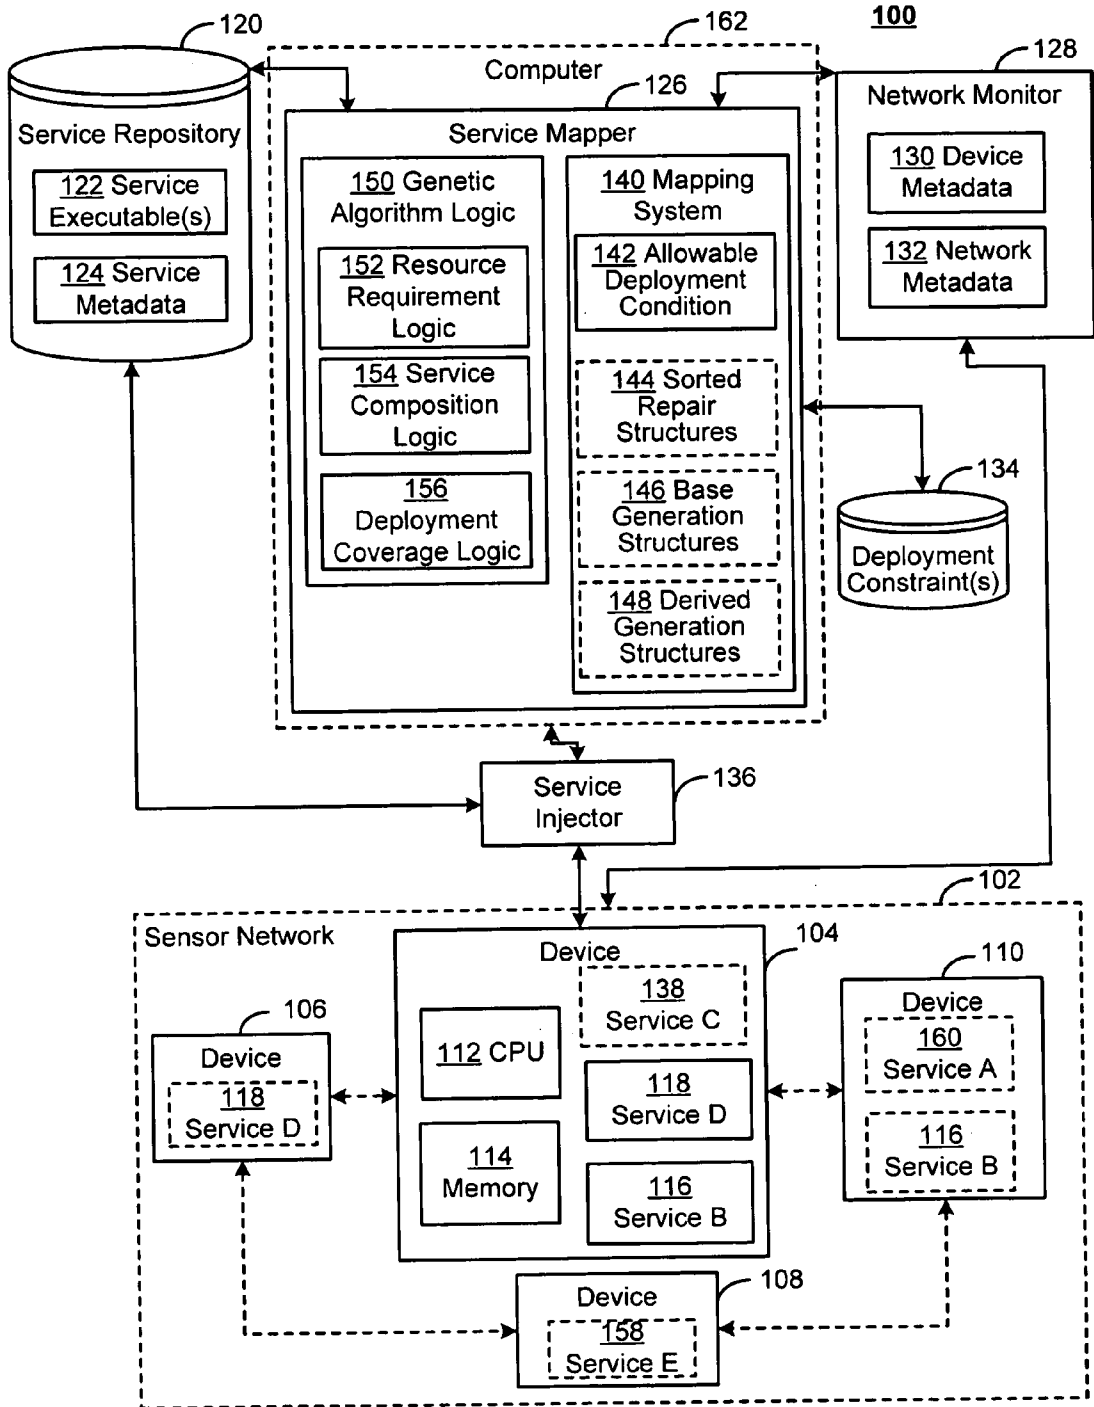 100
120
162
128
Computer
126
Service Repository
122 Service
Executable(s)
124 Service
Metadata
Service Mapper
150 Genetic
Algorithm Logic
152 Resource
Requirement
Logic
154 Service
Composition
Logic
156
Deployment
Coverage Logic
140 Mapping
System
142 Allowable
Deployment
Condition
144 Sorted
Repair
Structures
146 Base
Generation
Structures
148 Derived
Generation
Structures
Network Monitor
130 Device
Metadata
132 Network
Metadata
134
Deployment
Constraint(s)
Service
Injector
136
102
Sensor Network
104
Device
138
Service C
112 CPU
118
Service D
114
Memory
116
Service B
106
Device
118
Service D
110
Device
160
Service A
116
Service B
108
Device
158
Service E